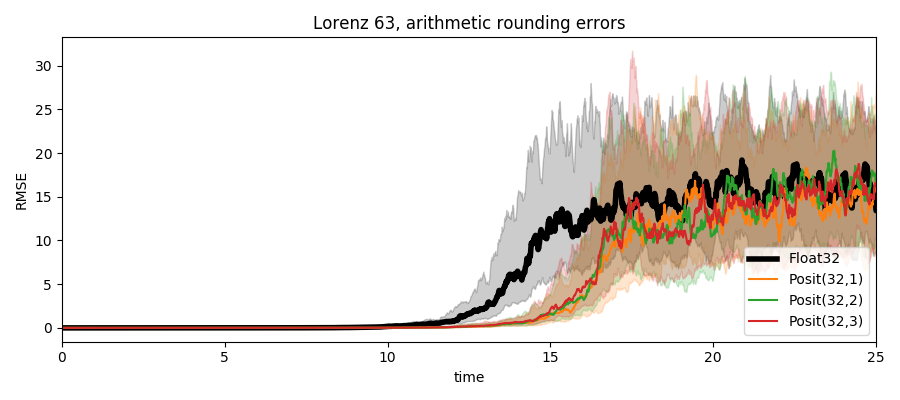 Lorenz 63, arithmetic rounding errors
RMSE
30
25
20
15
10
5
0
0 5 10 15 20 25
time
Float32
Posit(32,1)
Posit(32,2)
Posit(32,3)